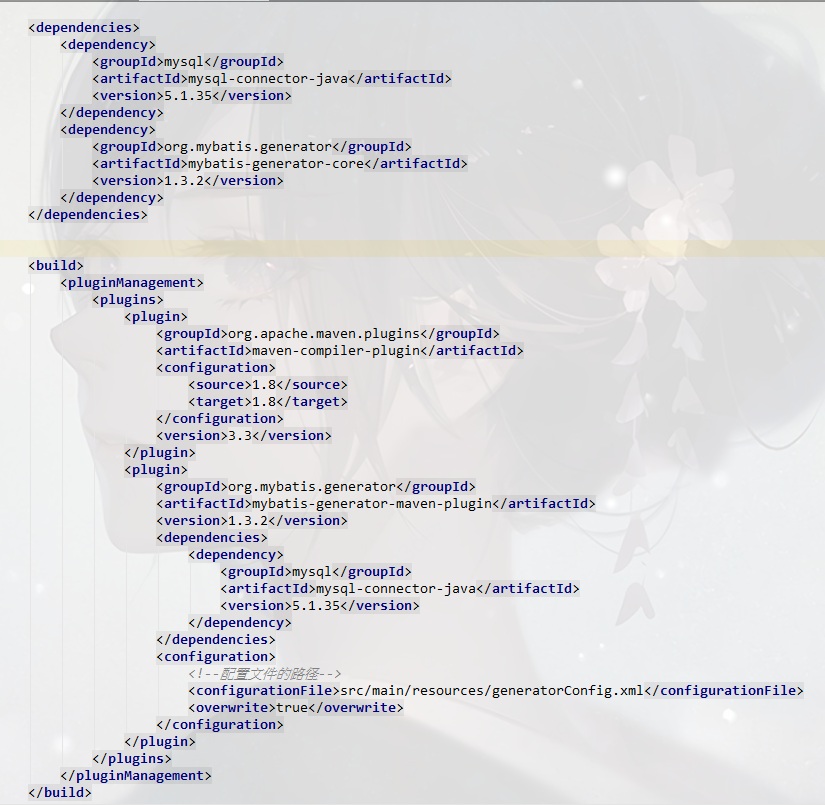 <dependencies>
<dependency>
<groupId>mysql</groupId>
<artifactId>mysql-connector-java</artifactId>
<version>5.1.35</version>
</dependency>
<dependency>
<groupId>org.mybatis.generator</groupId>
<artifactId>mybatis-generator-core</artifactId>
<version>1.3.2</version>
</dependency>
</dependencies>
<build>
<pluginManagement>
<plugins>
<plugin>
<groupId>org.apache.maven.plugins</groupId>
<artifactId>maven-compiler-plugin</artifactId>
<configuration>
<source>1.8</source>
<target>1.8</target>
</configuration>
<version>3.3</version>
</plugin>
<plugin>
<groupId>org.mybatis.generator</groupId>
<artifactId>mybatis-generator-maven-plugin</artifactId>
<version>1.3.2</version>
<dependencies>
<dependency>
<groupId>mysql</groupId>
<artifactId>mysql-connector-java</artifactId>
<version>5.1.35</version>
</dependency>
</dependencies>
<configuration>
<!--配置文件的路径-->
<configurationFile>src/main/resources/generatorConfig.xml</configurationFile>
<overwrite>true</overwrite>
</configuration>
</plugin>
</plugins>
</pluginManagement>
</build>